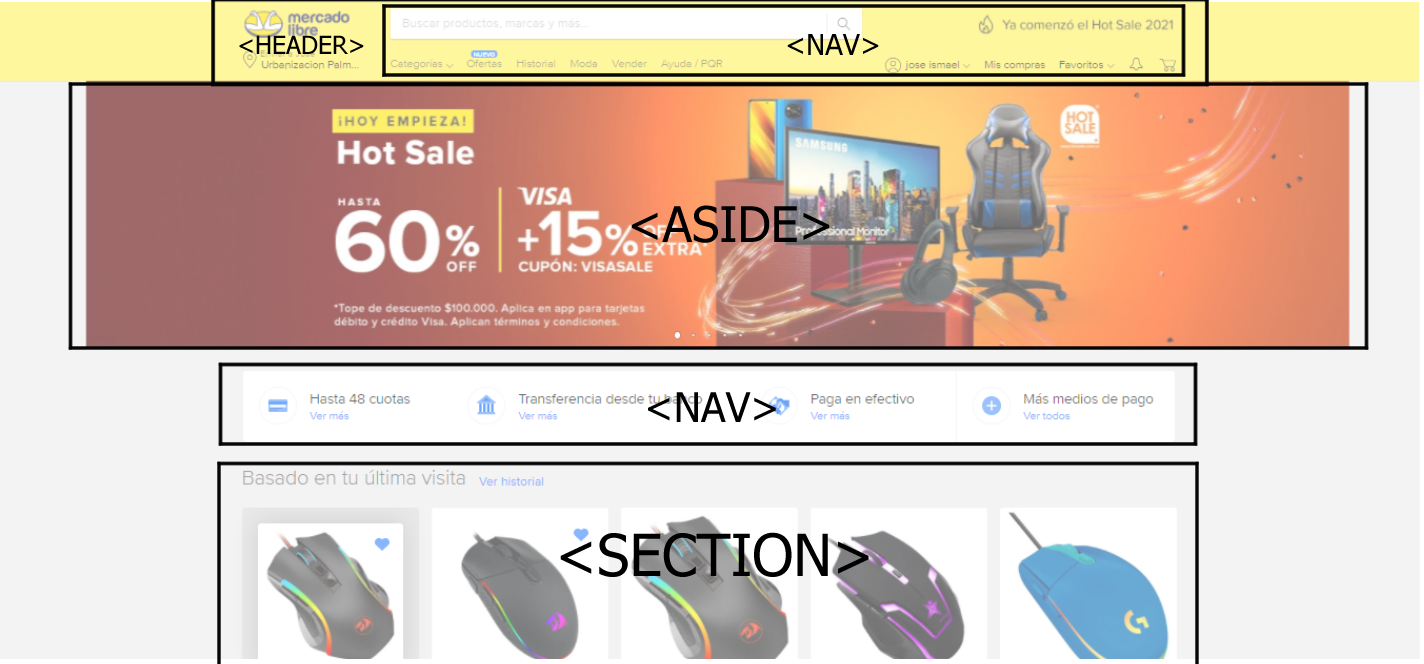 mercado
libre
Buscar productos, marcas y más...
Ya comenzó el Hot Sale 2021
<HEADER>
<NAV>
Urbanizacion Palm...
Categorías
NUEVO
Ofertas
Historial
Moda
Vender
Ayuda / PQR
jose ismael
Mis compras
Favoritos
¡HOY EMPIEZA!
Hot Sale
HASTA
60%
OFF
VISA
+15%
EXTRA*
CUPÓN: VISASALE
*Tope de descuento $100.000. Aplica en app para tarjetas
débito y crédito Visa. Aplican términos y condiciones.
<ASIDE>
SAMSUNG
Professional Monitor
HOT
SALE
Hasta 48 cuotas
Ver más
Transferencia desde tu banco
Ver más
<NAV>
Paga en efectivo
Ver más
Más medios de pago
Ver todos
Basado en tu última visita
Ver historial
<SECTION>